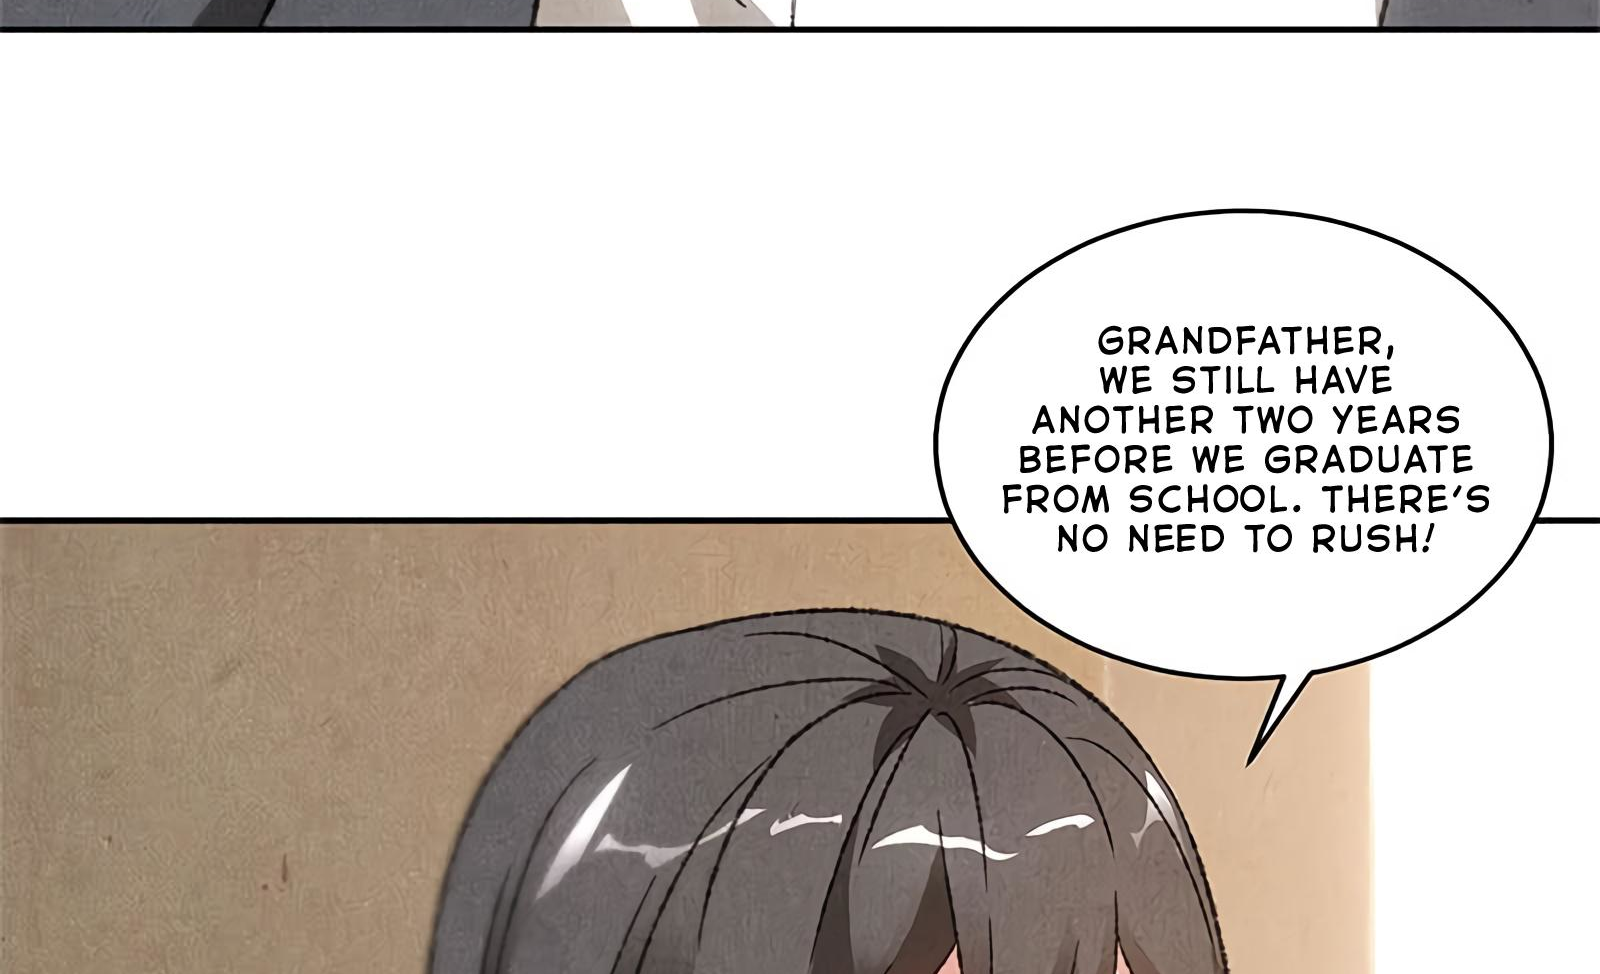 GRANDFATHER,
WE STILL HAVE
ANOTHER TWO YEARS
BEFORE WE GRADUATE
FROM SCHOOL. THERE'S
NO NEED TO RUSH!